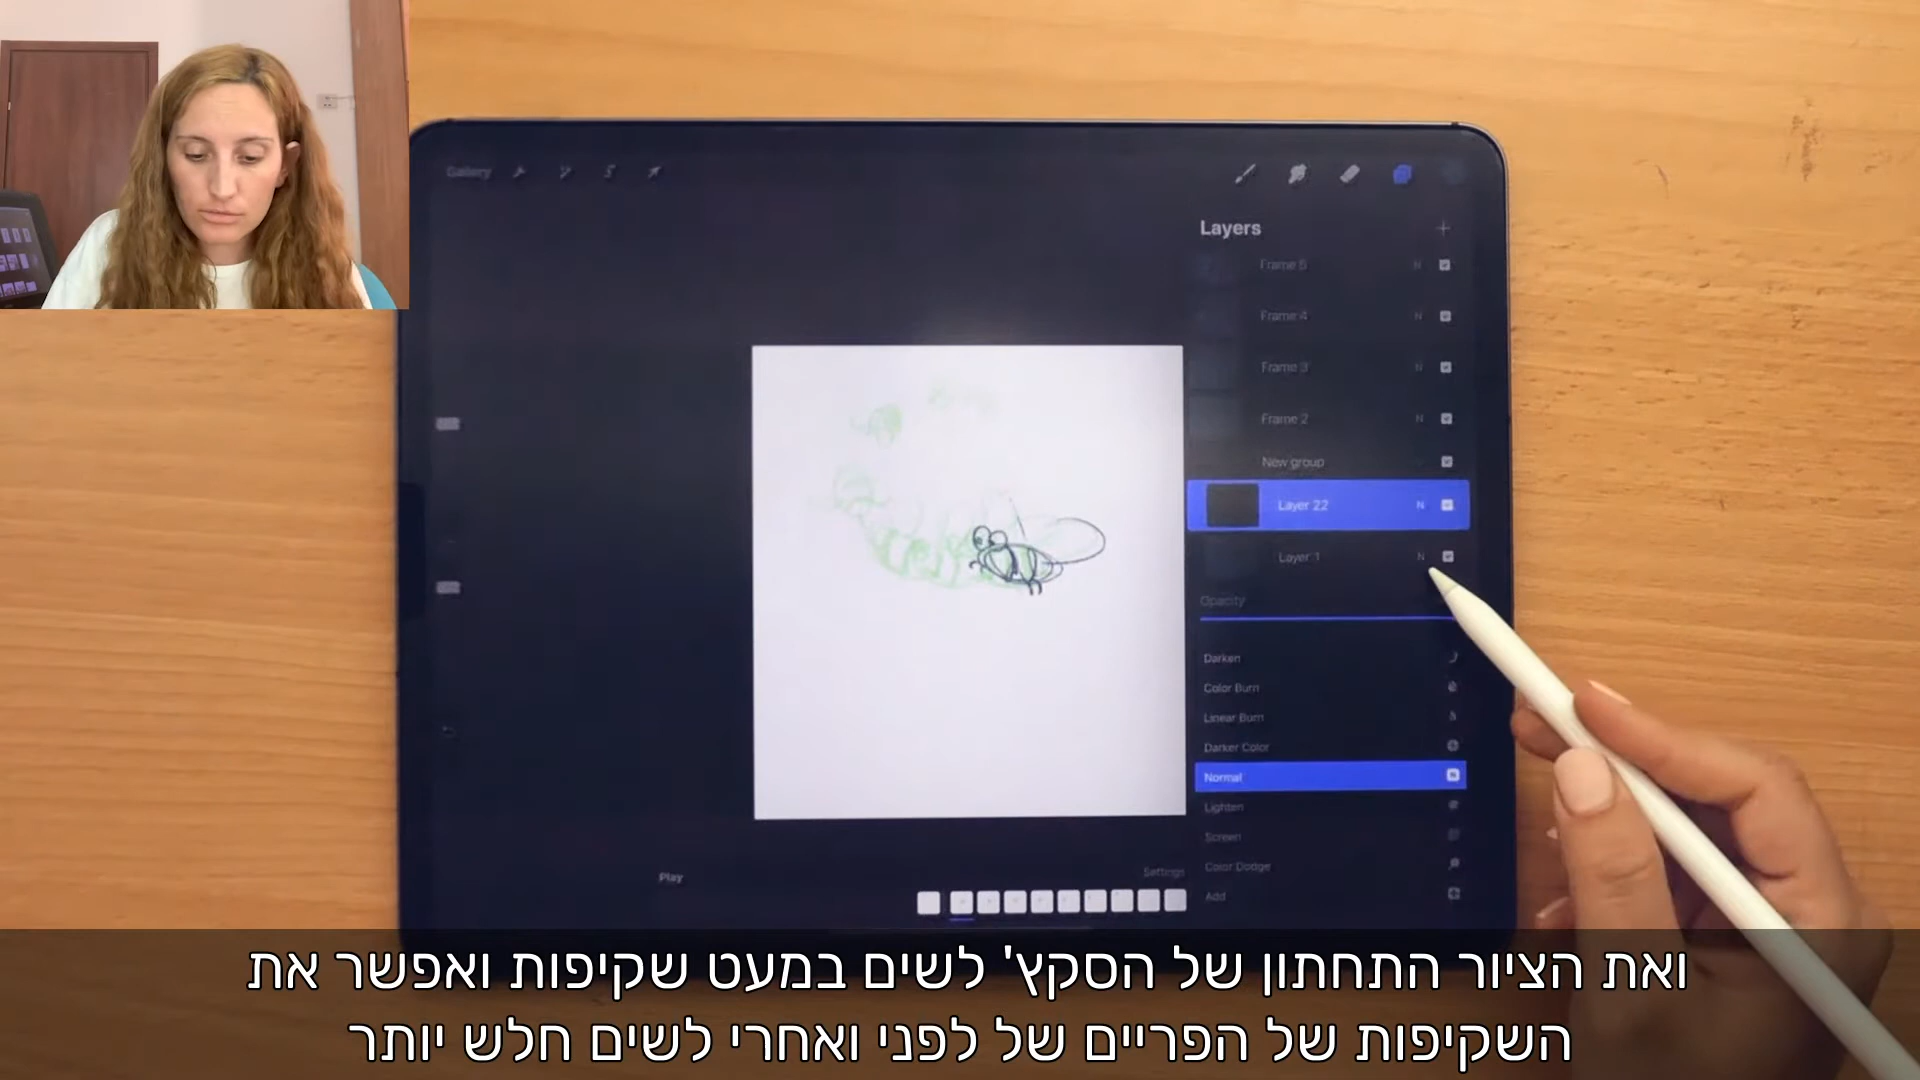 Gallery
Layers
Frame 5
N
Frame 4
N
Frame 3
N
Frame 2
N
New group
Layer 22
N
Layer 1
N
Opacity
Darken
Color Burn
Linear Burn
Darker Color
Normal
Lighten
Screen
Color Dodge
Add
Play
Settings
ואת הציור התחתון של הסקץ' לשים במעט שקיפות ואפשר את
השקיפות של הפריים של לפני ואחרי לשים חלש יותר